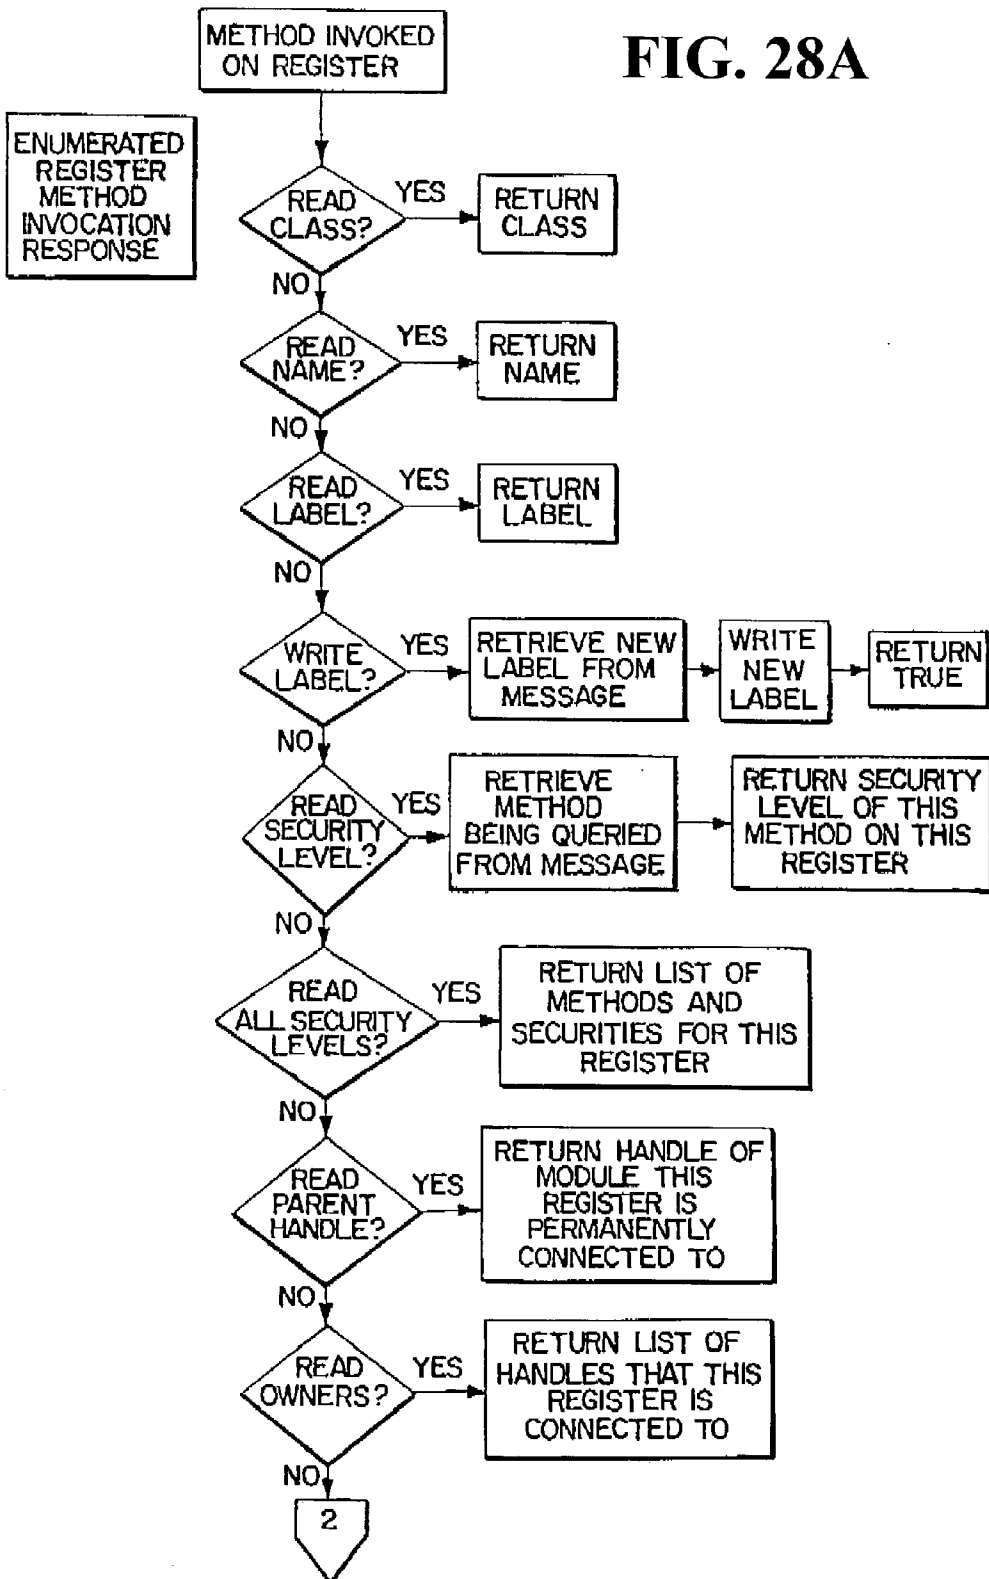 METHOD INVOKED
ON REGISTER
FIG. 28A
ENUMERATED
REGISTER
METHOD
INVOCATION
RESPONSE
READ
CLASS?
YES
RETURN
CLASS
NO
READ
NAME?
YES
RETURN
NAME
NO
READ
LABEL?
YES
RETURN
LABEL
NO
WRITE
LABEL?
YES
RETRIEVE NEW
LABEL FROM
MESSAGE
WRITE
NEW
LABEL
RETURN
TRUE
NO
READ
SECURITY
LEVEL?
YES
RETRIEVE
METHOD
BEING QUERIED
FROM MESSAGE
RETURN SECURITY
LEVEL OF THIS
METHOD ON THIS
REGISTER
NO
READ
ALL SECURITY
LEVELS?
YES
RETURN LIST OF
METHODS AND
SECURITIES FOR THIS
REGISTER
NO
READ
PARENT
HANDLE?
YES
RETURN HANDLE OF
MODULE THIS
REGISTER IS
PERMANENTLY
CONNECTED TO
NO
READ
OWNERS?
YES
RETURN LIST OF
HANDLES THAT THIS
REGISTER IS
CONNECTED TO
NO
2